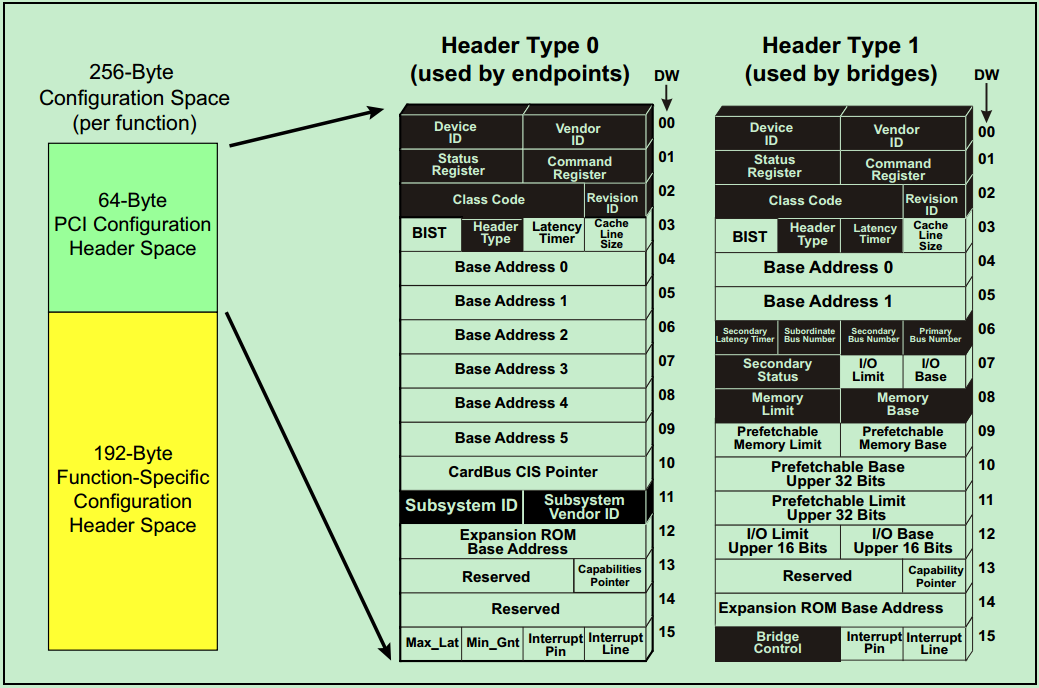 256-Byte
Configuration Space
(per function)
64-Byte
PCI Configuration
Header Space
192-Byte
Function-Specific
Configuration
Header Space
Header Type 0
(used by endpoints)
DW
Device
ID
Vendor
ID
00
Status
Register
Command
Register
01
Class Code
Revision
ID
02
BIST
Header
Type
Latency
Timer
Cache
Line
Size
03
Base Address 0
04
Base Address 1
05
Base Address 2
06
Base Address 3
07
Base Address 4
08
Base Address 5
09
CardBus CIS Pointer
10
Subsystem ID
Subsystem
Vendor ID
11
Expansion ROM
Base Address
12
Reserved
Capabilities
Pointer
13
Reserved
14
Max_Lat
Min_Gnt
Interrupt
Pin
Interrupt
Line
15
Header Type 1
(used by bridges)
DW
Device
ID
Vendor
ID
00
Status
Register
Command
Register
01
Class Code
Revision
ID
02
BIST
Header
Type
Latency
Timer
Cache
Line
Size
03
Base Address 0
04
Base Address 1
05
Secondary
Latency Timer
Subordinate
Bus Number
Secondary
Bus Number
Primary
Bus Number
06
Secondary
Status
I/O
Limit
I/O
Base
07
Memory
Limit
Memory
Base
08
Prefetchable
Memory Limit
Prefetchable
Memory Base
09
Prefetchable Base
Upper 32 Bits
10
Prefetchable Limit
Upper 32 Bits
11
I/O Limit
Upper 16 Bits
I/O Base
Upper 16 Bits
12
Reserved
Capability
Pointer
13
Expansion ROM Base Address
14
Bridge
Control
Interrupt
Pin
Interrupt
Line
15